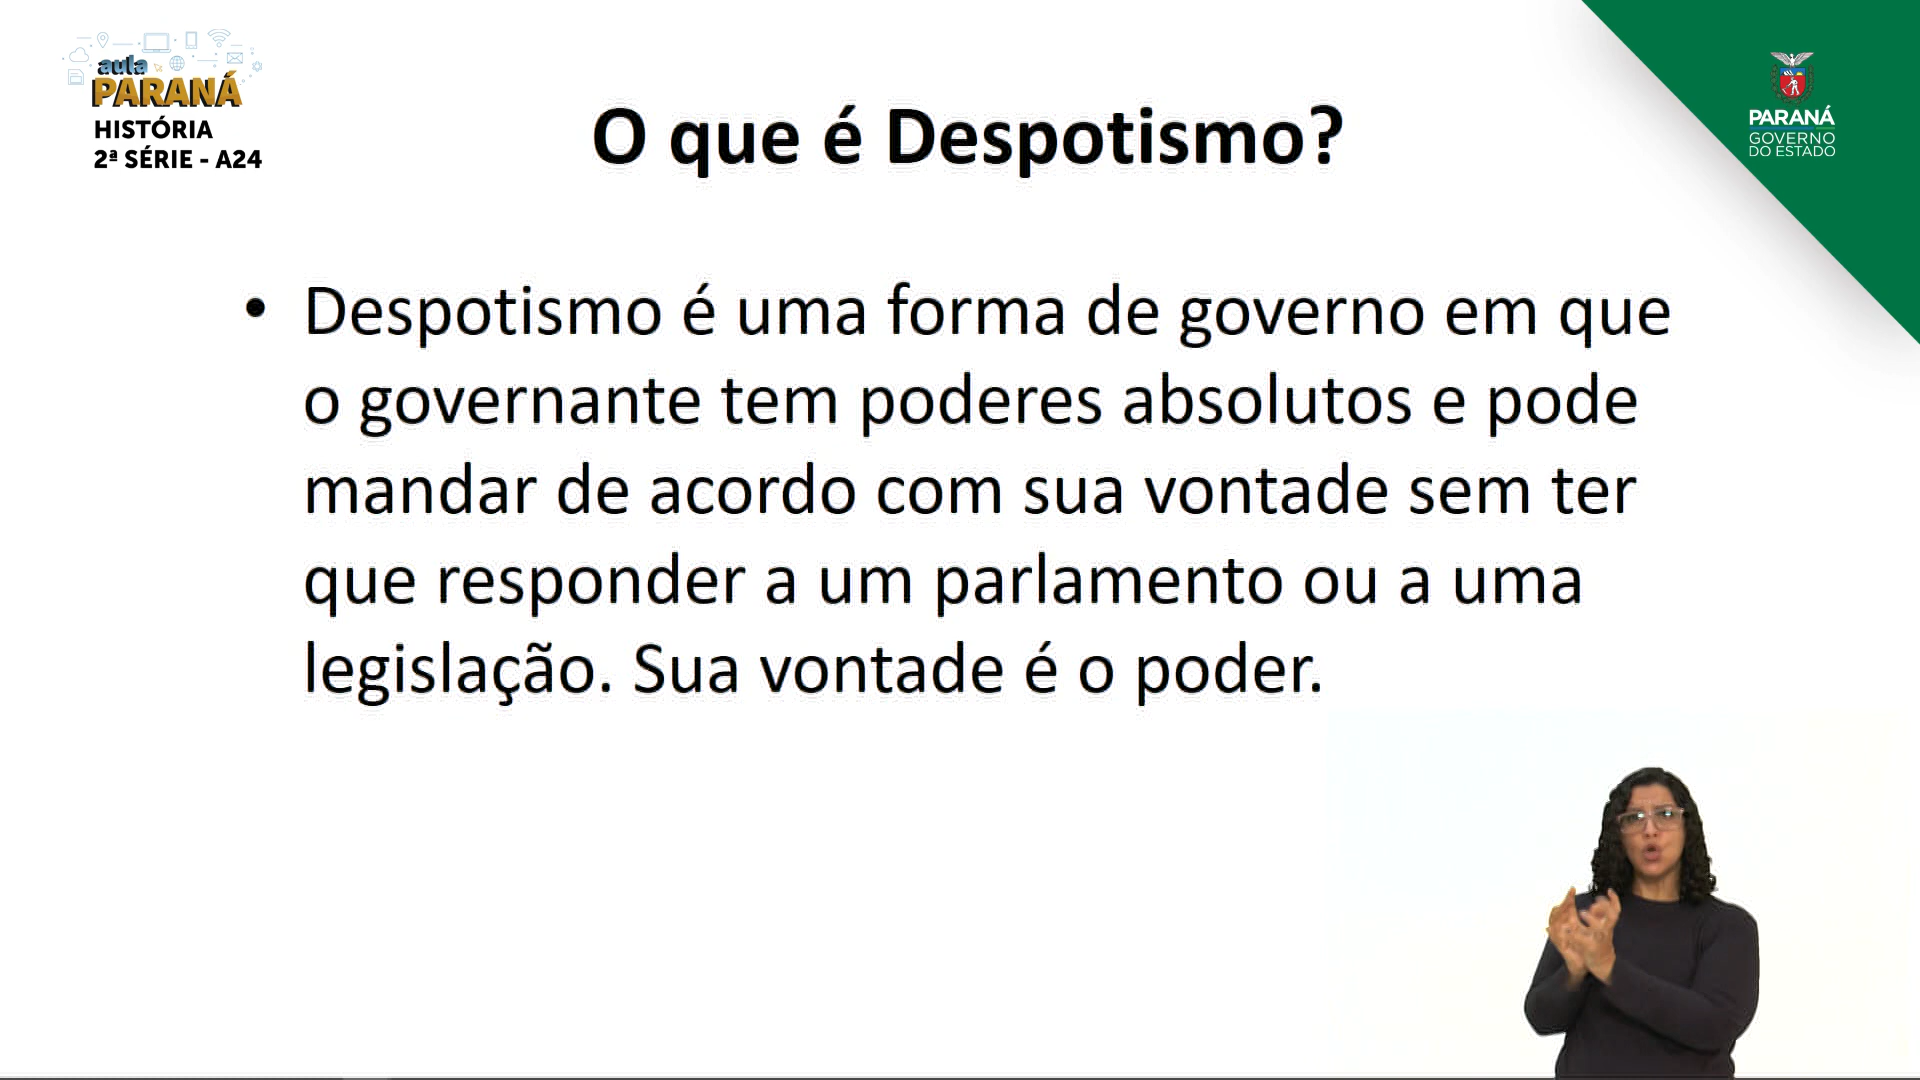 aula
PARANÁ
HISTÓRIA
2ª SÉRIE - A24
O que é Despotismo?
PARANÁ
GOVERNO
DO ESTADO
• Despotismo é uma forma de governo em que
o governante tem poderes absolutos e pode
mandar de acordo com sua vontade sem ter
que responder a um parlamento ou a uma
legislação. Sua vontade é o poder.